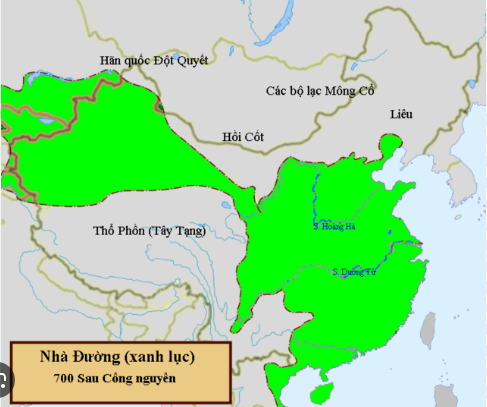 Hãn quốc Đột Quyết
Các bộ lạc Mông Cổ
Liêu
Hồi Cốt
S. Hoàng Hà
Thổ Phồn (Tây Tạng)
S. Dương Tử
Nhà Đường (xanh lục)
700 Sau Công nguyên